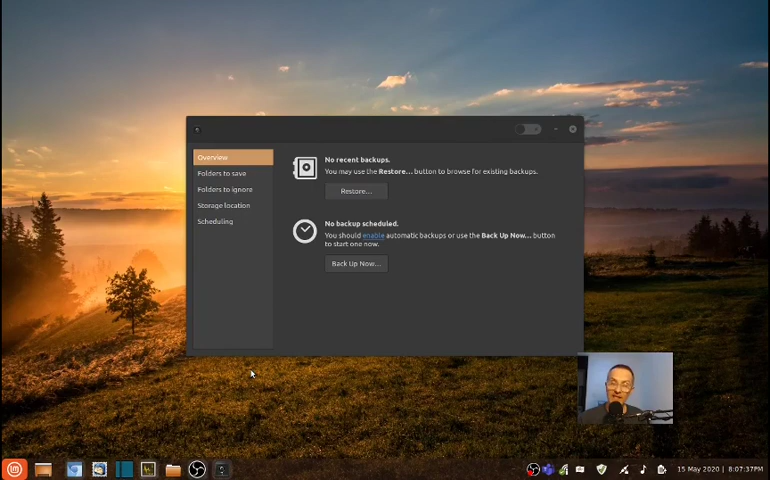 Overview
Folders to save
Folders to ignore
Storage location
Scheduling
No recent backups.
You may use the Restore... button to browse for existing backups.
Restore...
No backup scheduled.
You should enable automatic backups or use the Back Up Now... button
to start one now.
Back Up Now...
15 May 2020 | 8:07:37PM